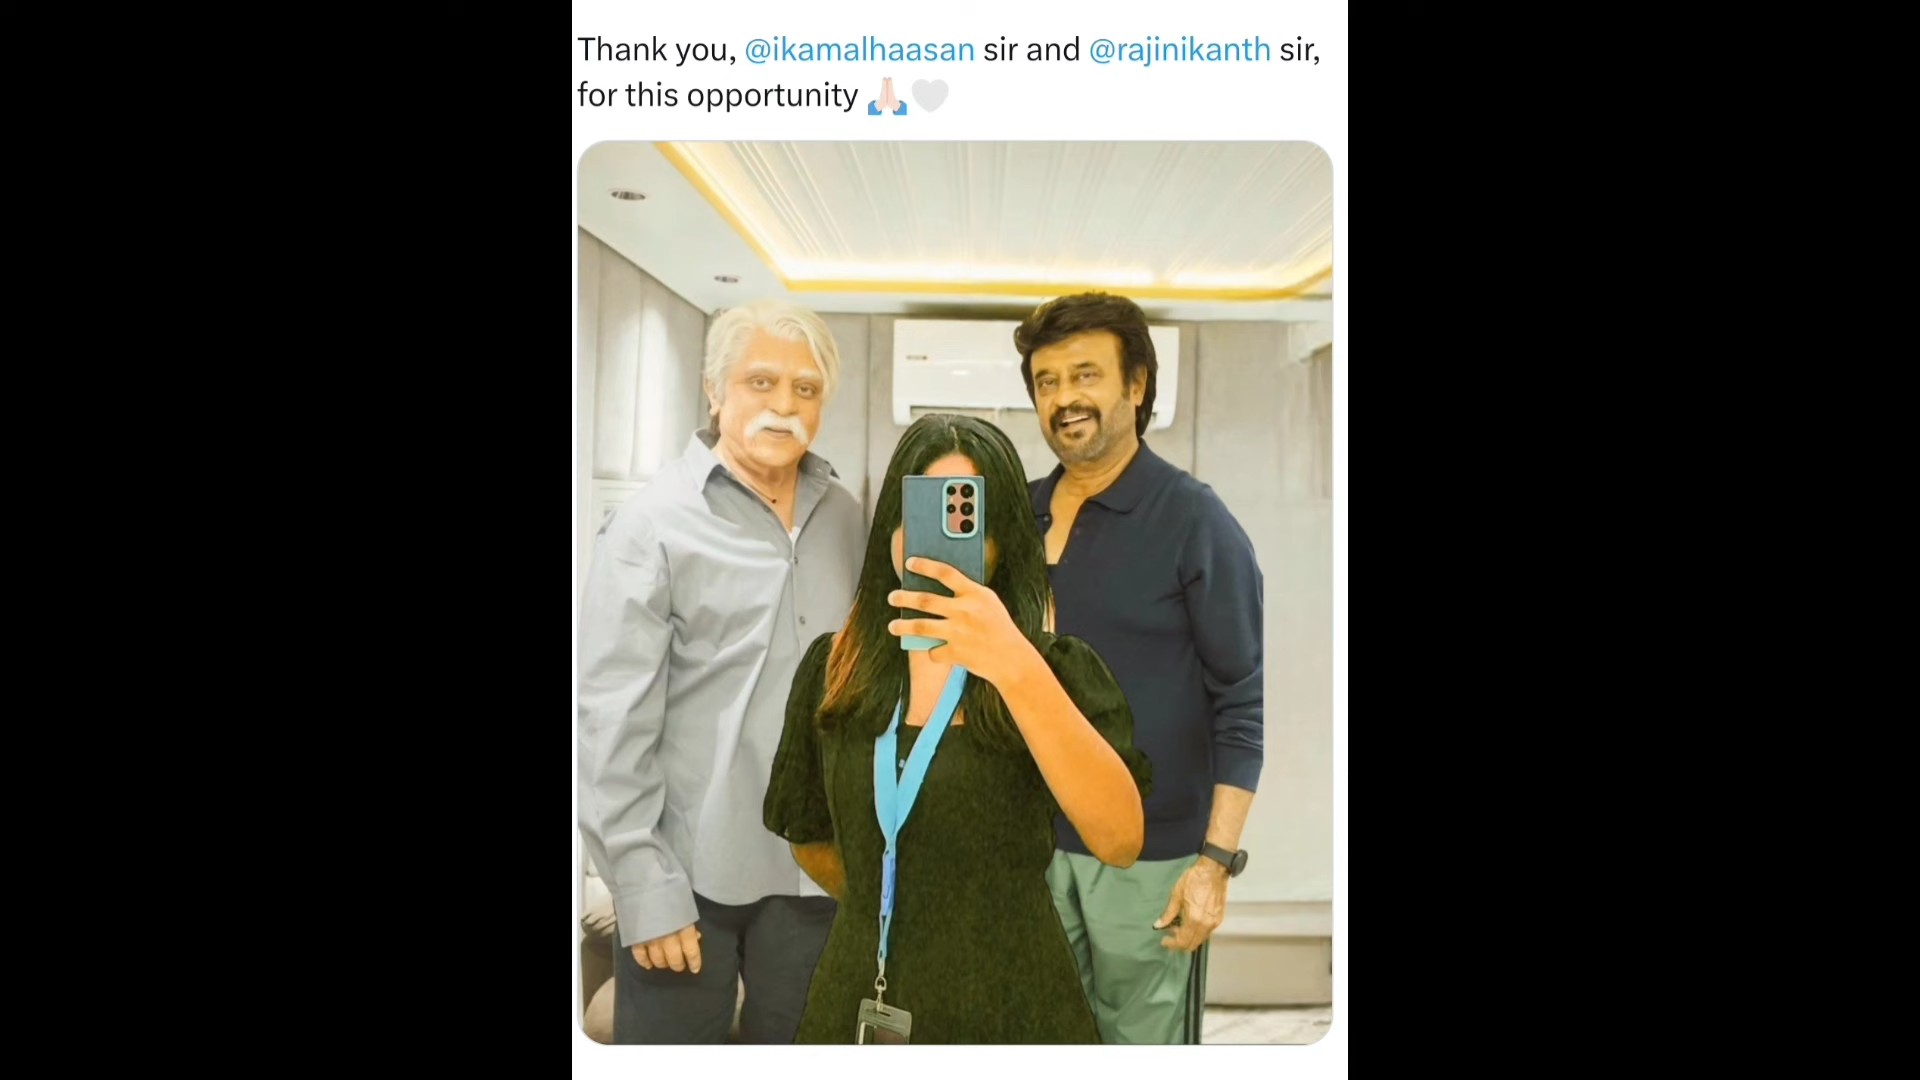 Thank you, @ikamalhaasan sir and @rajinikanth sir,
for this opportunity 🙏🏻🤍